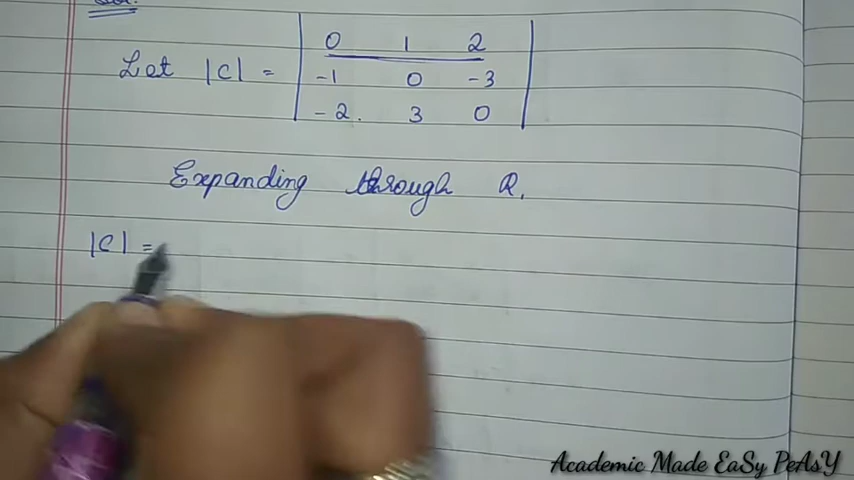 Let |C| = | 0 1 2 |
| -1 0 -3 |
| -2. 3 0 |
Expanding through R,
|C| =
Academic Made EaSy PeAsY